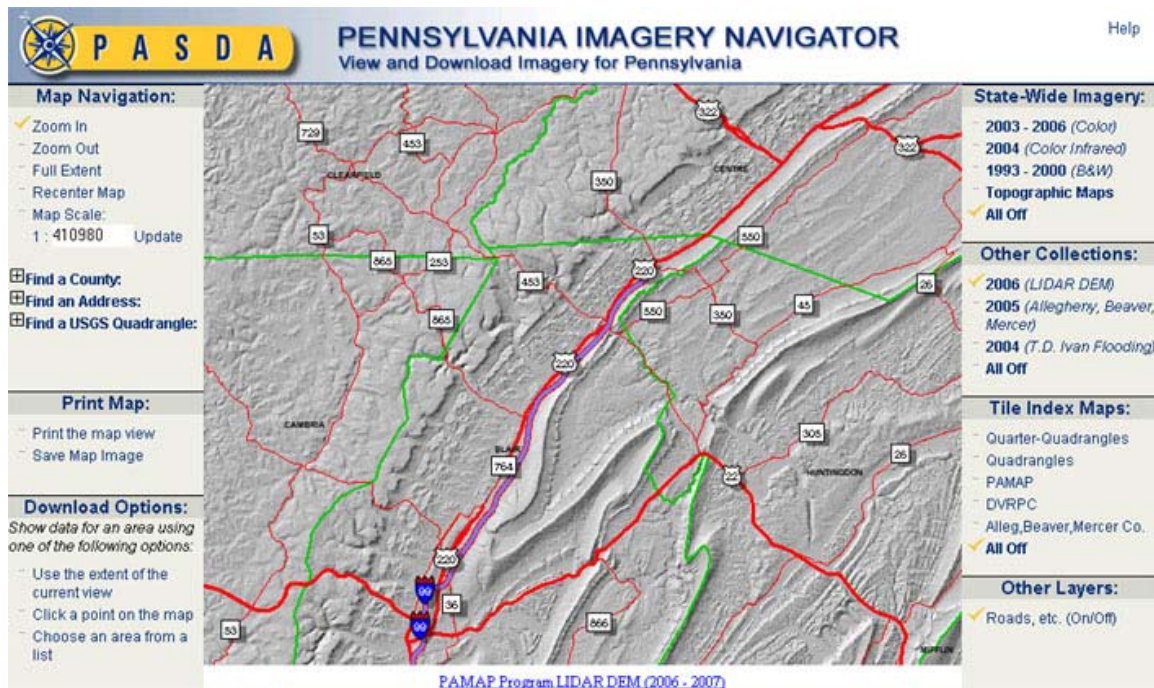 PASDA
PENNSYLVANIA IMAGERY NAVIGATOR
View and Download Imagery for Pennsylvania
Help
Map Navigation:
Zoom In
Zoom Out
Full Extent
Recenter Map
Map Scale:
1 : 410980 Update
Find a County:
Find an Address:
Find a USGS Quadrangle:
Print Map:
Print the map view
Save Map Image
Download Options:
Show data for an area using
one of the following options:
Use the extent of the
current view
Click a point on the map
Choose an area from a
list
322
729
453
322
CLEARFIELD
350
CENTRE
53
550
865
253
220
453
26
45
550
350
865
220
CAMBRIA
305
BLAIR
26
764
22
HUNTINGDON
220
99
36
99
53
866
MIFFLIN
PAMAP Program LIDAR DEM (2006 - 2007)
State-Wide Imagery:
2003 - 2006 (Color)
2004 (Color Infrared)
1993 - 2000 (B&W)
Topographic Maps
All Off
Other Collections:
2006 (LIDAR DEM)
2005 (Allegheny, Beaver,
Mercer)
2004 (T.D. Ivan Flooding)
All Off
Tile Index Maps:
Quarter-Quadrangles
Quadrangles
PAMAP
DVRPC
Alleg,Beaver,Mercer Co.
All Off
Other Layers:
Roads, etc. (On/Off)